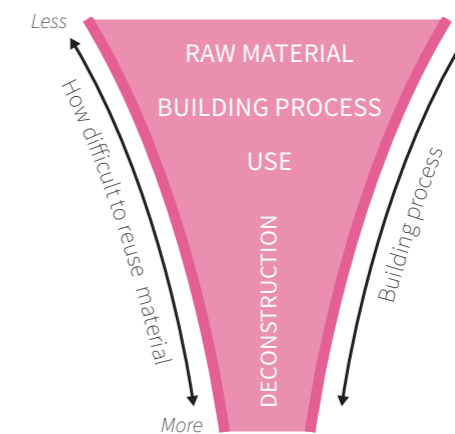 Less
RAW MATERIAL
BUILDING PROCESS
USE
DECONSTRUCTION
How difficult to reuse material
Building process
More